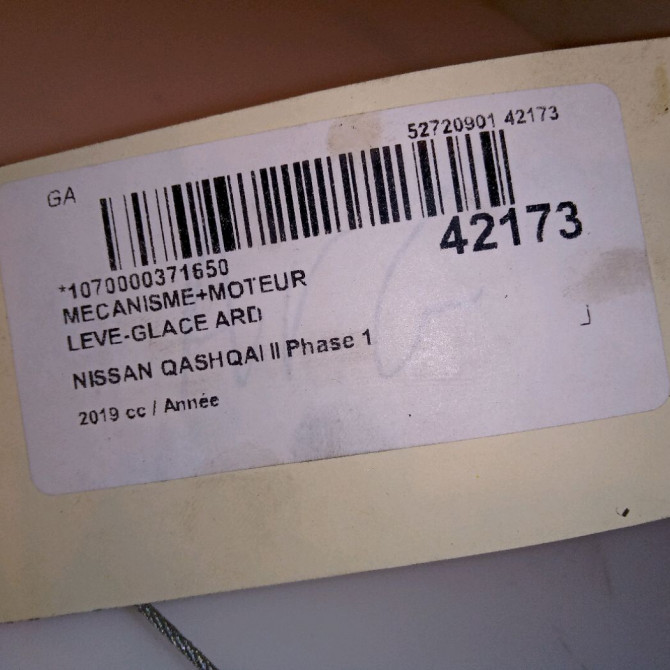 52720901 42173
GA
42173
*1070000371650
MECANISME+MOTEUR
LEVE-GLACE ARD
NISSAN QASHQAI II Phase 1
2019 cc / Année